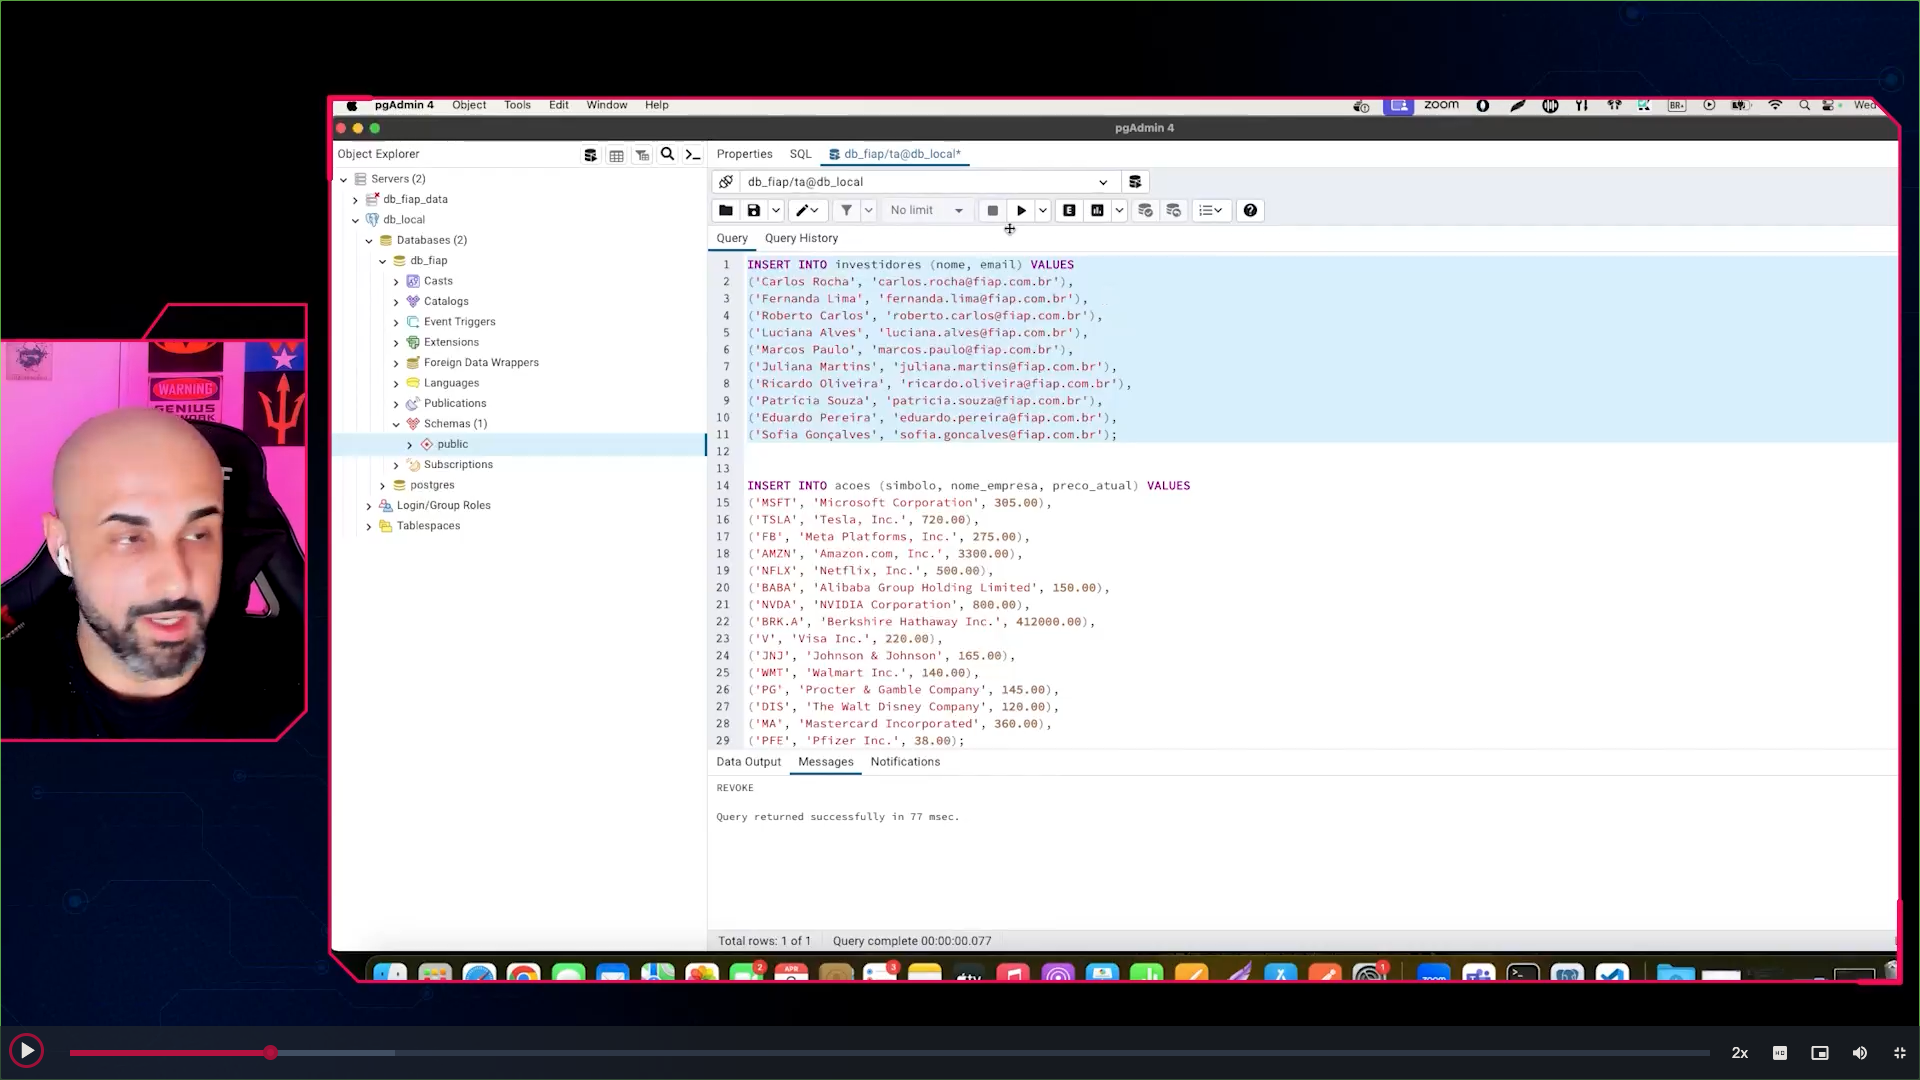 pgAdmin 4 Object Tools Edit Window Help
zoom BR Wed
pgAdmin 4
Object Explorer
Properties SQL db_fiap/ta@db_local*
Servers (2)
db_fiap_data
db_local
Databases (2)
db_fiap
Casts
Catalogs
Event Triggers
Extensions
Foreign Data Wrappers
Languages
Publications
Schemas (1)
public
Subscriptions
postgres
Login/Group Roles
Tablespaces
db_fiap/ta@db_local
No limit
Query Query History
1 INSERT INTO investidores (nome, email) VALUES
2 ('Carlos Rocha', 'carlos.rocha@fiap.com.br'),
3 ('Fernanda Lima', 'fernanda.lima@fiap.com.br'),
4 ('Roberto Carlos', 'roberto.carlos@fiap.com.br'),
5 ('Luciana Alves', 'luciana.alves@fiap.com.br'),
6 ('Marcos Paulo', 'marcos.paulo@fiap.com.br'),
7 ('Juliana Martins', 'juliana.martins@fiap.com.br'),
8 ('Ricardo Oliveira', 'ricardo.oliveira@fiap.com.br'),
9 ('Patrícia Souza', 'patricia.souza@fiap.com.br'),
10 ('Eduardo Pereira', 'eduardo.pereira@fiap.com.br'),
11 ('Sofia Gonçalves', 'sofia.goncalves@fiap.com.br');
12
13
14 INSERT INTO acoes (simbolo, nome_empresa, preco_atual) VALUES
15 ('MSFT', 'Microsoft Corporation', 305.00),
16 ('TSLA', 'Tesla, Inc.', 720.00),
17 ('FB', 'Meta Platforms, Inc.', 275.00),
18 ('AMZN', 'Amazon.com, Inc.', 3300.00),
19 ('NFLX', 'Netflix, Inc.', 500.00),
20 ('BABA', 'Alibaba Group Holding Limited', 150.00),
21 ('NVDA', 'NVIDIA Corporation', 800.00),
22 ('BRK.A', 'Berkshire Hathaway Inc.', 412000.00),
23 ('V', 'Visa Inc.', 220.00),
24 ('JNJ', 'Johnson & Johnson', 165.00),
25 ('WMT', 'Walmart Inc.', 140.00),
26 ('PG', 'Procter & Gamble Company', 145.00),
27 ('DIS', 'The Walt Disney Company', 120.00),
28 ('MA', 'Mastercard Incorporated', 360.00),
29 ('PFE', 'Pfizer Inc.', 38.00);
Data Output Messages Notifications
REVOKE
Query returned successfully in 77 msec.
Total rows: 1 of 1 Query complete 00:00:00.077
WARNING
GENIUS
2 APR 3 tv 1 zoom
2x HD